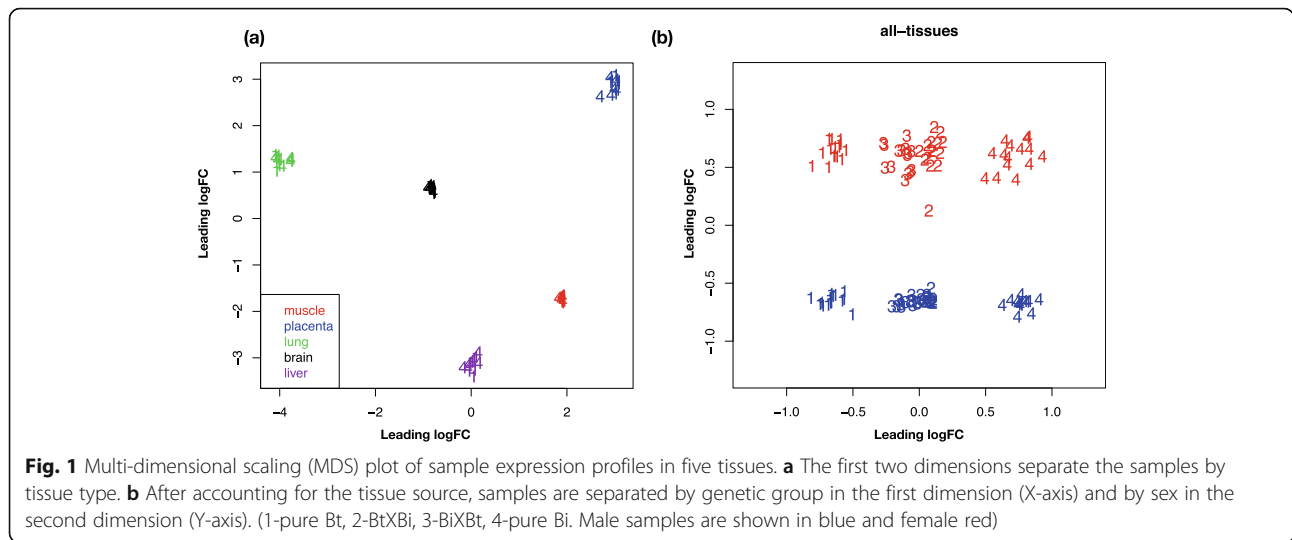 (a)
3
2
1
0
−1
−2
−3
Leading logFC
muscle
placenta
lung
brain
liver
−4
−2
0
2
Leading logFC
(b)
all−tissues
1.0
0.5
0.0
−0.5
−1.0
Leading logFC
−1.0
−0.5
0.0
0.5
1.0
Leading logFC
Fig. 1 Multi-dimensional scaling (MDS) plot of sample expression profiles in five tissues. a The first two dimensions separate the samples by
tissue type. b After accounting for the tissue source, samples are separated by genetic group in the first dimension (X-axis) and by sex in the
second dimension (Y-axis). (1-pure Bt, 2-BtXBi, 3-BiXBt, 4-pure Bi. Male samples are shown in blue and female red)